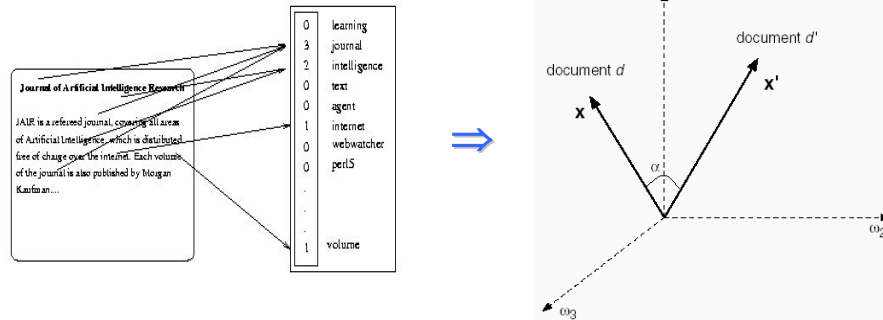 Journal of Artificial Intelligence Research
JAIR is a refereed journal, covering all areas
of Artificial Intelligence, which is distributed
free of charge over the internet. Each volume
of the journal is also published by Morgan
Kaufman....
0 learning
3 journal
2 intelligence
0 text
0 agent
1 internet
0 webwatcher
0 perl5
.
.
.
1 volume
⇒
document d
x
document d'
x'
α
ω2
ω3